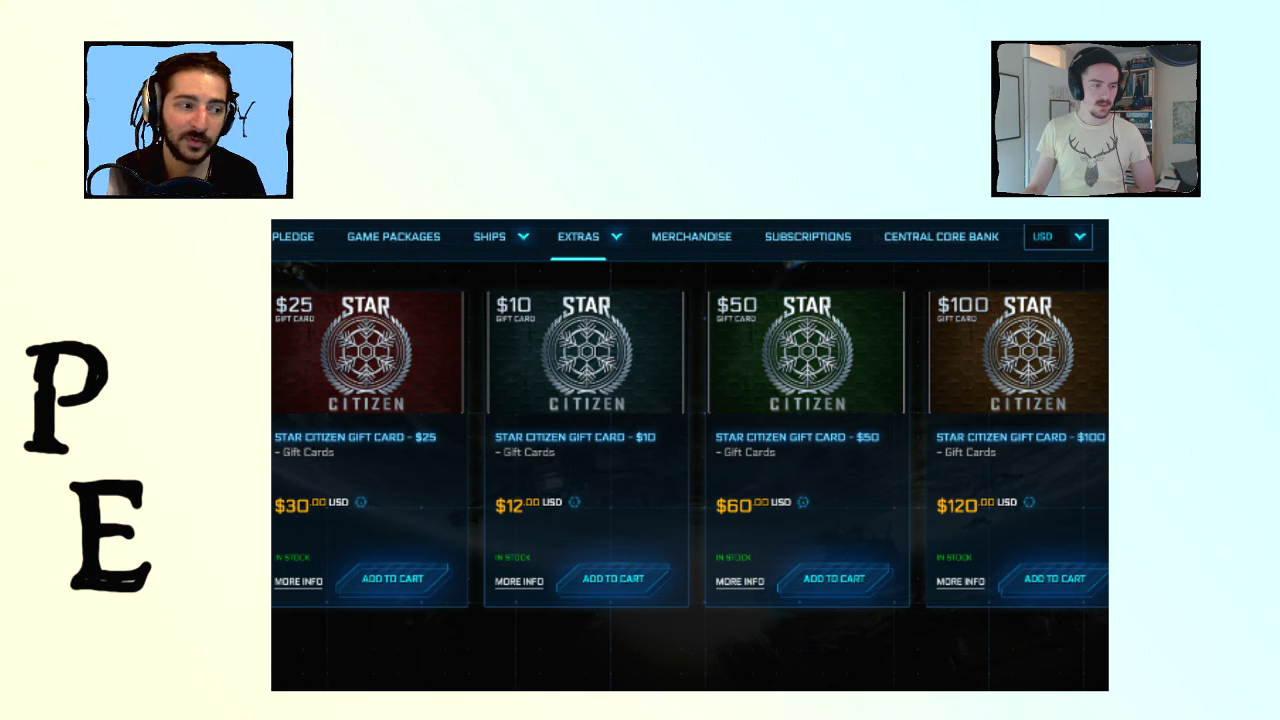 PLEDGE GAME PACKAGES SHIPS EXTRAS MERCHANDISE SUBSCRIPTIONS CENTRAL CORE BANK USD
$25 GIFT CARD STAR CITIZEN
$10 GIFT CARD STAR CITIZEN
$50 GIFT CARD STAR CITIZEN
$100 GIFT CARD STAR CITIZEN
STAR CITIZEN GIFT CARD - $25
- Gift Cards
$30.00 USD
IN STOCK
MORE INFO ADD TO CART
STAR CITIZEN GIFT CARD - $10
- Gift Cards
$12.00 USD
IN STOCK
MORE INFO ADD TO CART
STAR CITIZEN GIFT CARD - $50
- Gift Cards
$60.00 USD
IN STOCK
MORE INFO ADD TO CART
STAR CITIZEN GIFT CARD - $100
- Gift Cards
$120.00 USD
IN STOCK
MORE INFO ADD TO CART
P
E